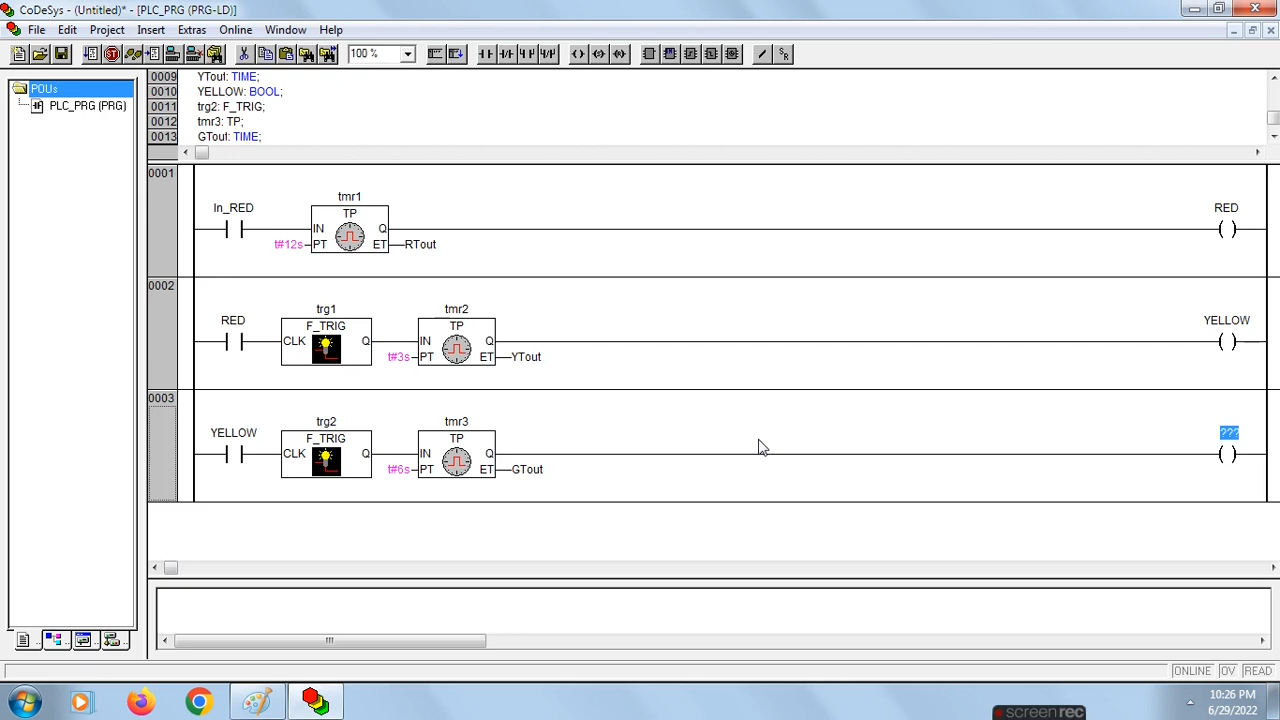 CoDeSys - (Untitled)* - [PLC_PRG (PRG-LD)]
File Edit Project Insert Extras Online Window Help
100 %
POUs
PLC_PRG (PRG)
0009 YTout: TIME;
0010 YELLOW: BOOL;
0011 trg2: F_TRIG;
0012 tmr3: TP;
0013 GTout: TIME;
0001
tmr1
In_RED TP RED
IN Q
t#12s PT ET RTout
0002
trg1 tmr2
RED F_TRIG TP YELLOW
CLK Q IN Q
t#3s PT ET YTout
0003
trg2 tmr3
YELLOW F_TRIG TP ???
CLK Q IN Q
t#6s PT ET GTout
ONLINE OV READ
10:26 PM
6/29/2022
screenrec